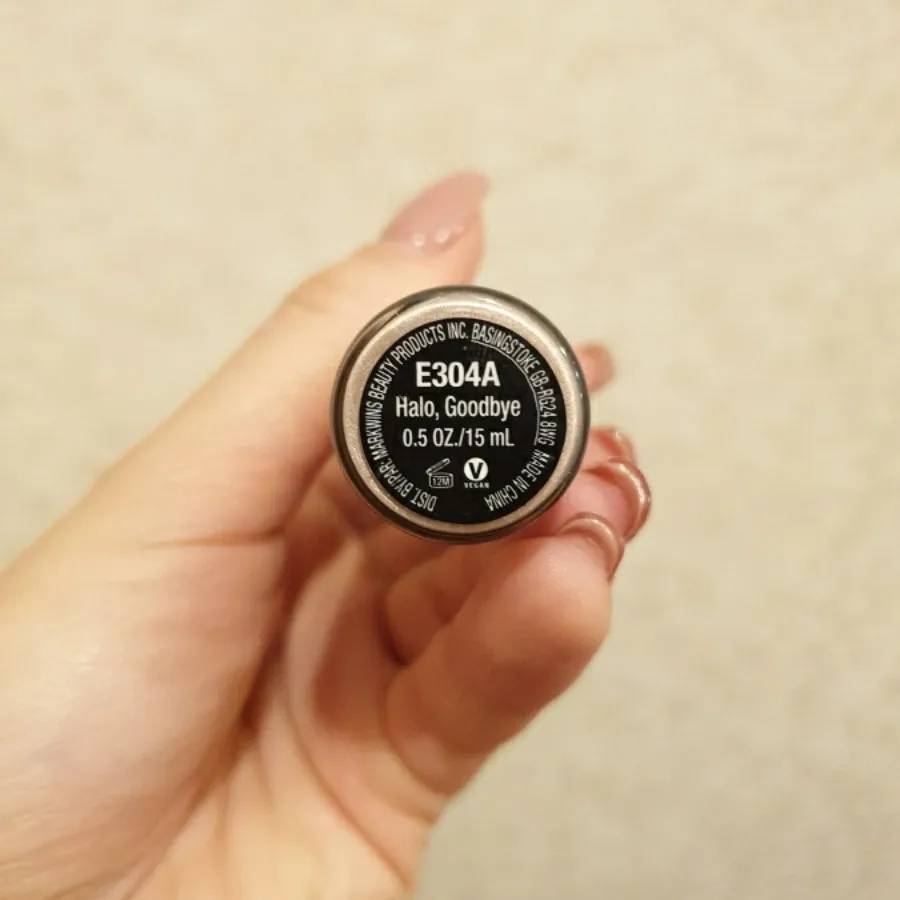 DIST. BY/PAR: MARKWINS BEAUTY PRODUCTS INC. BASINGSTOKE GB-RG24 8WG MADE IN CHINA
E304A
Halo, Goodbye
0.5 OZ./15 mL
12M
V
VEGAN